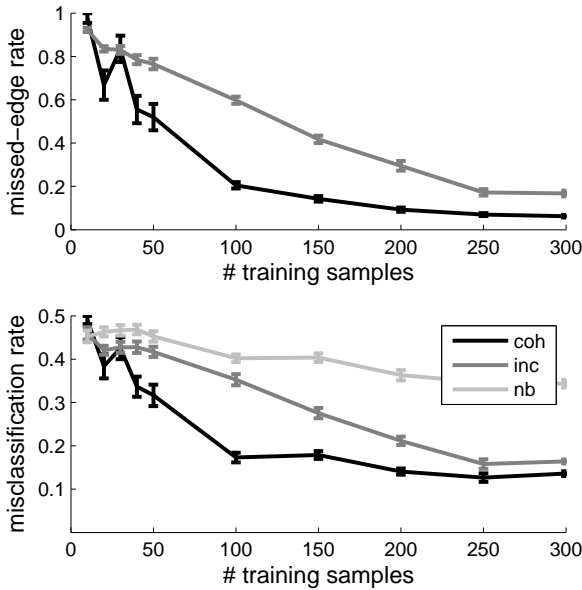 1
0.8
0.6
0.4
0.2
0
missed−edge rate
0 50 100 150 200 250 300
# training samples
0.5
0.4
0.3
0.2
0.1
misclassification rate
coh
inc
nb
0 50 100 150 200 250 300
# training samples